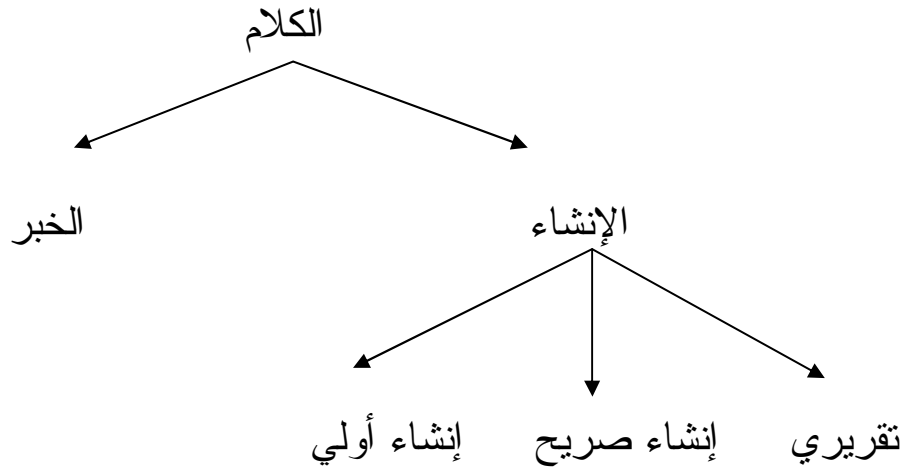 الكلام
الإنشاء الخبر
تقريري إنشاء صريح إنشاء أولي